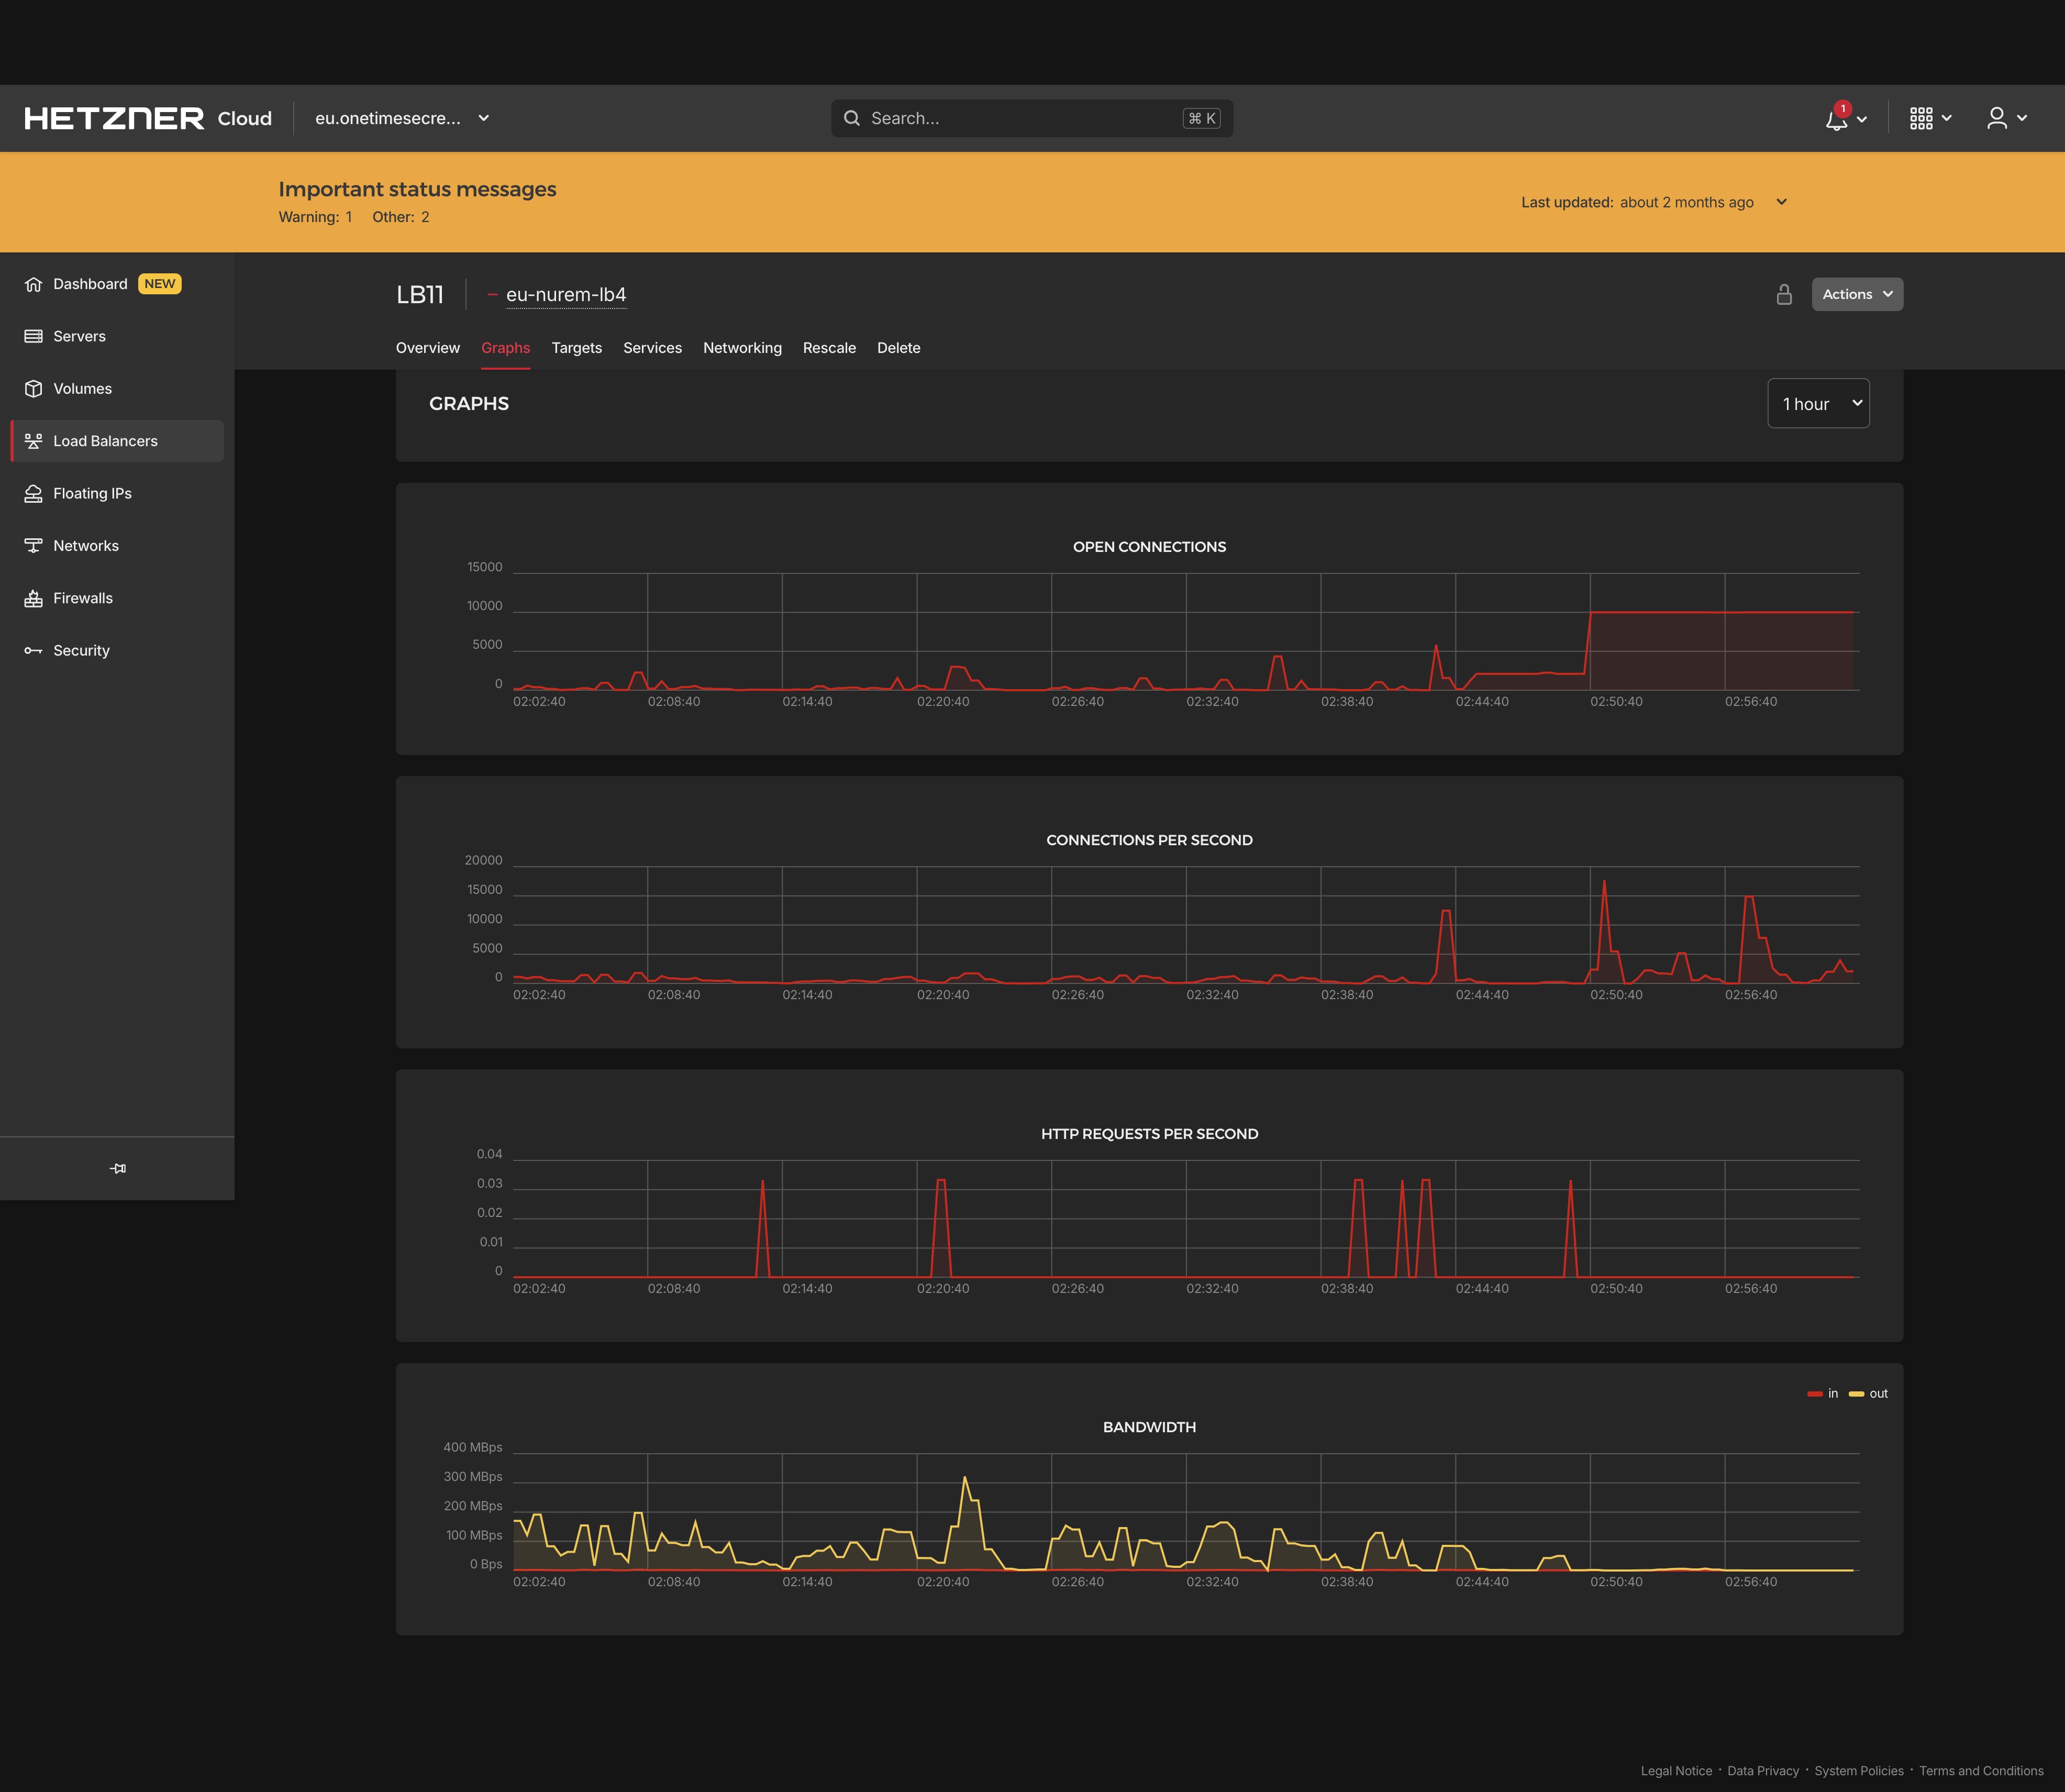 HETZNER Cloud eu.onetimesecre... Search... ⌘ K 1
Important status messages
Warning: 1 Other: 2
Last updated: about 2 months ago
Dashboard NEW
Servers
Volumes
Load Balancers
Floating IPs
Networks
Firewalls
Security
LB11 eu-nurem-lb4 Actions
Overview Graphs Targets Services Networking Rescale Delete
GRAPHS 1 hour
OPEN CONNECTIONS
15000
10000
5000
0
02:02:40 02:08:40 02:14:40 02:20:40 02:26:40 02:32:40 02:38:40 02:44:40 02:50:40 02:56:40
CONNECTIONS PER SECOND
20000
15000
10000
5000
0
02:02:40 02:08:40 02:14:40 02:20:40 02:26:40 02:32:40 02:38:40 02:44:40 02:50:40 02:56:40
HTTP REQUESTS PER SECOND
0.04
0.03
0.02
0.01
0
02:02:40 02:08:40 02:14:40 02:20:40 02:26:40 02:32:40 02:38:40 02:44:40 02:50:40 02:56:40
in out
BANDWIDTH
400 MBps
300 MBps
200 MBps
100 MBps
0 Bps
02:02:40 02:08:40 02:14:40 02:20:40 02:26:40 02:32:40 02:38:40 02:44:40 02:50:40 02:56:40
Legal Notice · Data Privacy · System Policies · Terms and Conditions